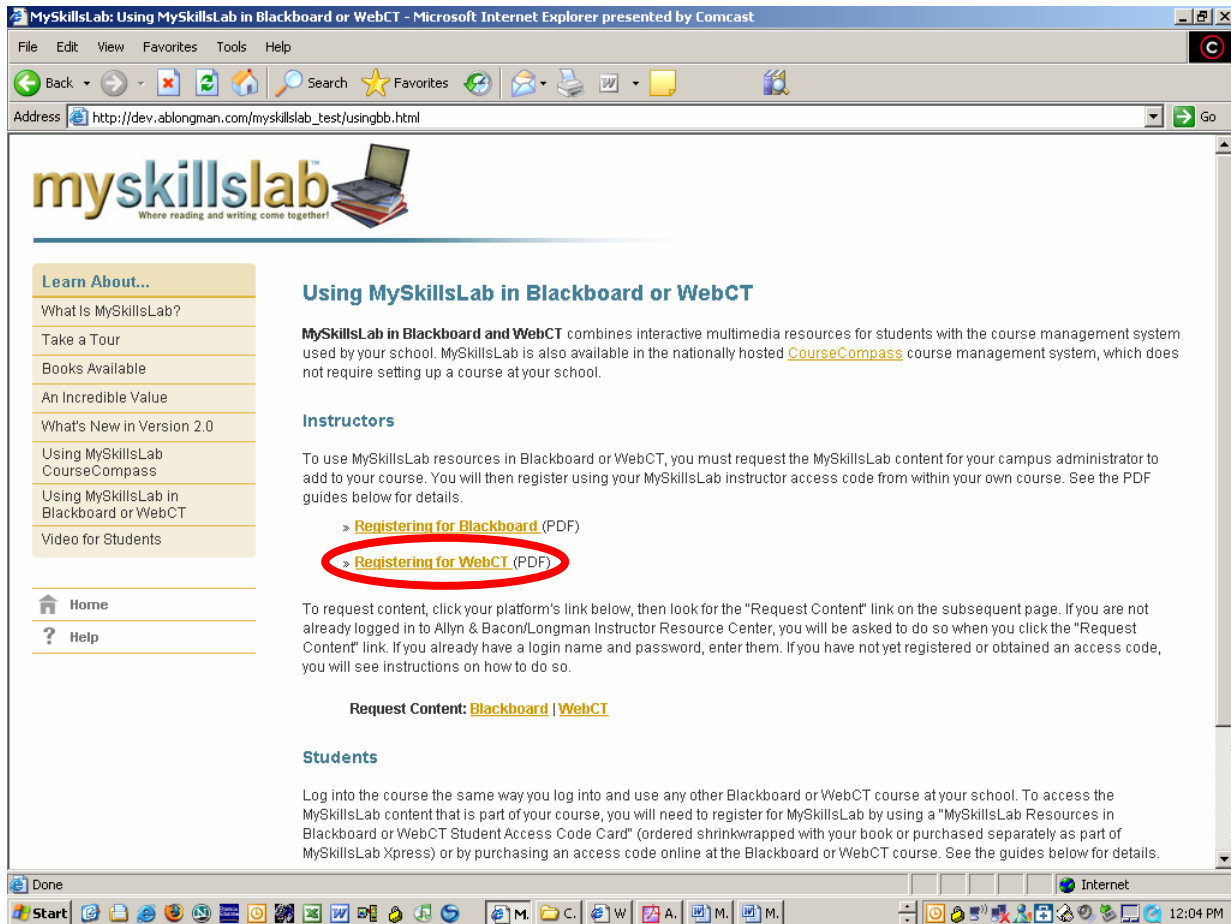 MySkillsLab: Using MySkillsLab in Blackboard or WebCT - Microsoft Internet Explorer presented by Comcast
File Edit View Favorites Tools Help
Back Search Favorites
Address http://dev.ablongman.com/myskillslab_test/usingbb.html Go
myskillslab™
Where reading and writing come together!
Learn About...
What Is MySkillsLab?
Take a Tour
Books Available
An Incredible Value
What's New in Version 2.0
Using MySkillsLab
CourseCompass
Using MySkillsLab in
Blackboard or WebCT
Video for Students
Home
? Help
Using MySkillsLab in Blackboard or WebCT
MySkillsLab in Blackboard and WebCT combines interactive multimedia resources for students with the course management system
used by your school. MySkillsLab is also available in the nationally hosted CourseCompass course management system, which does
not require setting up a course at your school.
Instructors
To use MySkillsLab resources in Blackboard or WebCT, you must request the MySkillsLab content for your campus administrator to
add to your course. You will then register using your MySkillsLab instructor access code from within your own course. See the PDF
guides below for details.
» Registering for Blackboard (PDF)
» Registering for WebCT (PDF)
To request content, click your platform's link below, then look for the "Request Content" link on the subsequent page. If you are not
already logged in to Allyn & Bacon/Longman Instructor Resource Center, you will be asked to do so when you click the "Request
Content" link. If you already have a login name and password, enter them. If you have not yet registered or obtained an access code,
you will see instructions on how to do so.
Request Content: Blackboard | WebCT
Students
Log into the course the same way you log into and use any other Blackboard or WebCT course at your school. To access the
MySkillsLab content that is part of your course, you will need to register for MySkillsLab by using a "MySkillsLab Resources in
Blackboard or WebCT Student Access Code Card" (ordered shrinkwrapped with your book or purchased separately as part of
MySkillsLab Xpress) or by purchasing an access code online at the Blackboard or WebCT course. See the guides below for details.
Done Internet
Start M. C. W A. M. M. 12:04 PM